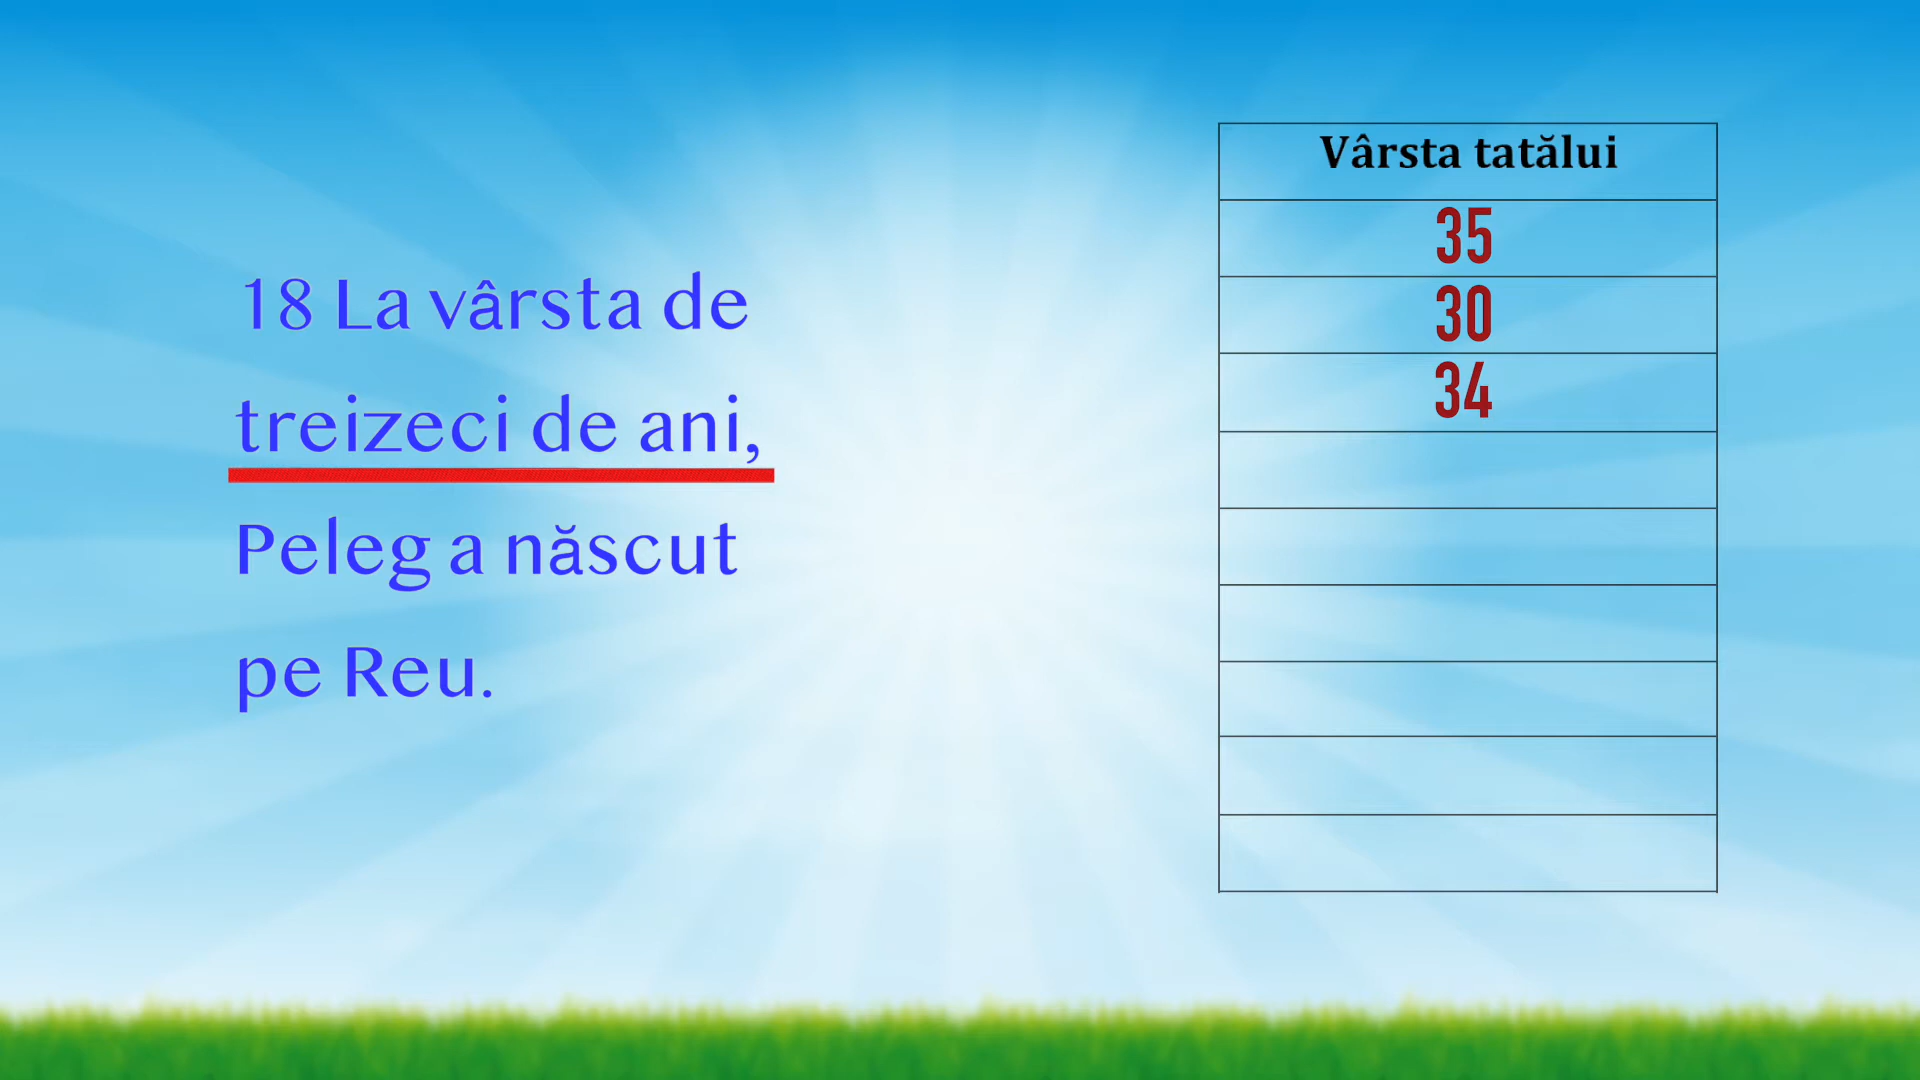 18 La vârsta de
treizeci de ani,
Peleg a născut
pe Reu.
Vârsta tatălui
35
30
34